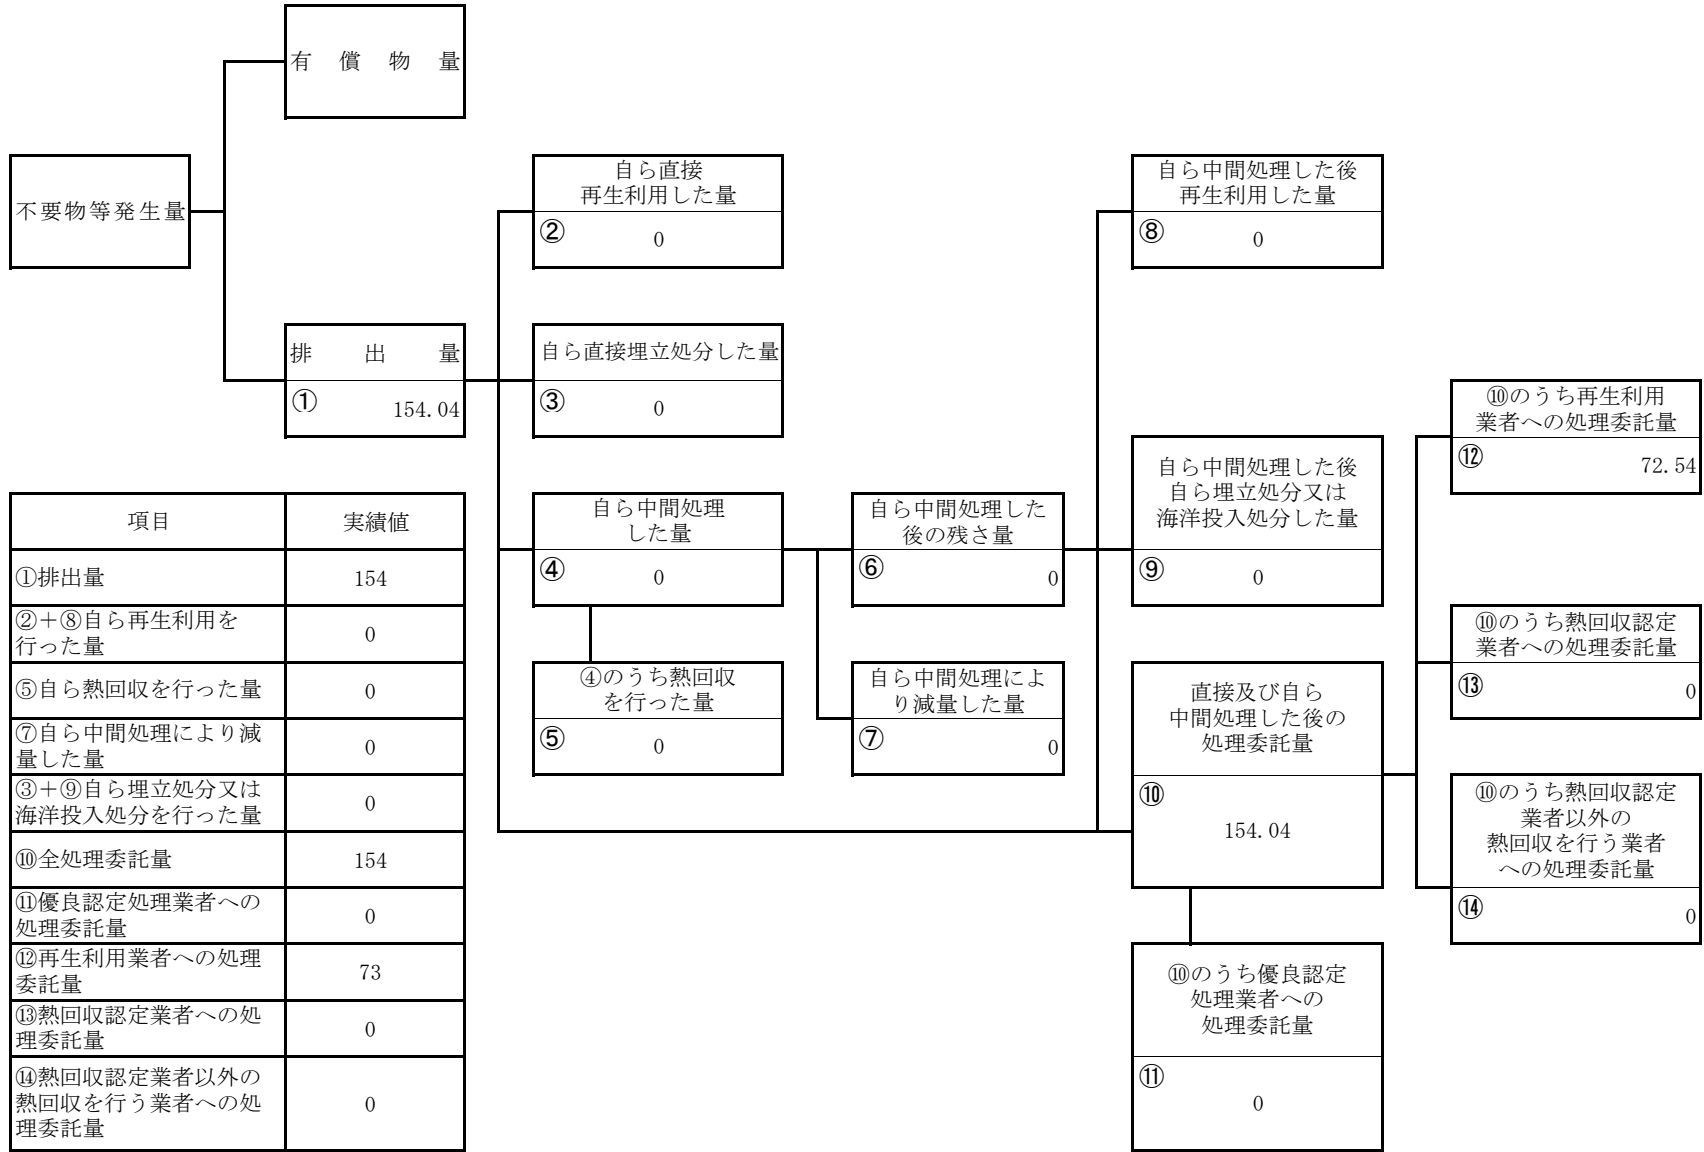 有償物量
不要物等発生量
排出量
① 154.04
自ら直接
再生利用した量
② 0
自ら直接埋立処分した量
③ 0
自ら中間処理
した量
④ 0
④のうち熱回収
を行った量
⑤ 0
自ら中間処理した
後の残さ量
⑥ 0
自ら中間処理によ
り減量した量
⑦ 0
自ら中間処理した後
再生利用した量
⑧ 0
自ら中間処理した後
自ら埋立処分又は
海洋投入処分した量
⑨ 0
直接及び自ら
中間処理した後の
処理委託量
⑩
154.04
⑩のうち優良認定
処理業者への
処理委託量
⑪
0
⑩のうち再生利用
業者への処理委託量
⑫ 72.54
⑩のうち熱回収認定
業者への処理委託量
⑬ 0
⑩のうち熱回収認定
業者以外の
熱回収を行う業者
への処理委託量
⑭ 0
項目 実績値
①排出量 154
②+⑧自ら再生利用を
行った量 0
⑤自ら熱回収を行った量 0
⑦自ら中間処理により減
量した量 0
③+⑨自ら埋立処分又は
海洋投入処分を行った量 0
⑩全処理委託量 154
⑪優良認定処理業者への
処理委託量 0
⑫再生利用業者への処理
委託量 73
⑬熱回収認定業者への処
理委託量 0
⑭熱回収認定業者以外の
熱回収を行う業者への処 0
理委託量